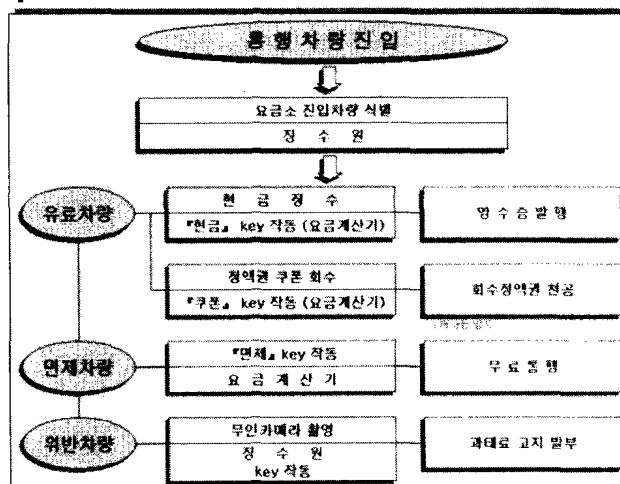 통 행 차 량 진 입
요금소 진입차량 식별
징 수 원
유료차량
현 금 징 수
『현금』 key 작동 (요금계산기)
영 수 증 발 행
정액권 쿠폰 회수
『쿠폰』 key 작동 (요금계산기)
회수정액권 천공
면제차량
『면제』 key 작동
요 금 계 산 기
무 료 통 행
위반차량
무인카메라 촬영
징 수 원
key 작동
과태료 고지 발부